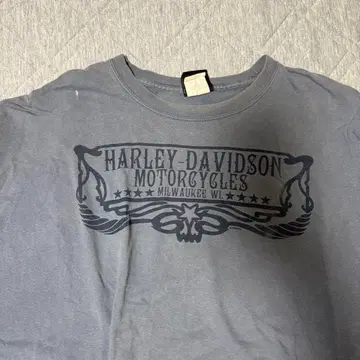 HARLEY-DAVIDSON
MOTORCYCLES
★★★★ MILWAUKEE WI. ★★★★